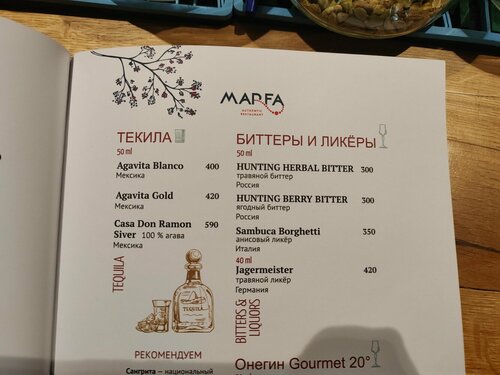 MARFA
AUTHENTIC
RESTAURANT
ТЕКИЛА
50 ml
Agavita Blanco 400
Мексика
Agavita Gold 420
Мексика
Casa Don Ramon 590
Siver 100 % агава
Мексика
TEQUILA
TEQUILA
РЕКОМЕНДУЕМ
Сангрита — национальный
БИТТЕРЫ И ЛИКЁРЫ
50 ml
HUNTING HERBAL BITTER 300
травяной биттер
Россия
HUNTING BERRY BITTER 300
ягодный биттер
Россия
Sambuca Borghetti 350
анисовый ликёр
Италия
40 ml
Jagermeister 420
травяной ликёр
Германия
BITTERS &
LIQUORS
Онегин Gourmet 20°